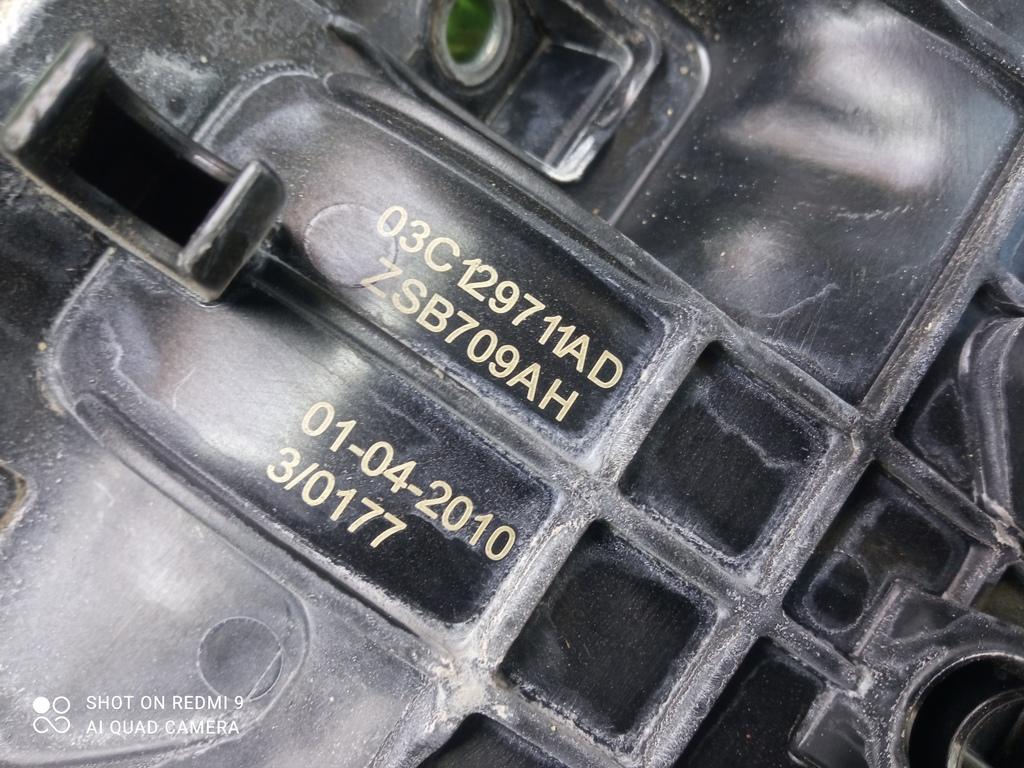 03C129711AD
ZSB709AH
01-04-2010
3/0177
SHOT ON REDMI 9
AI QUAD CAMERA